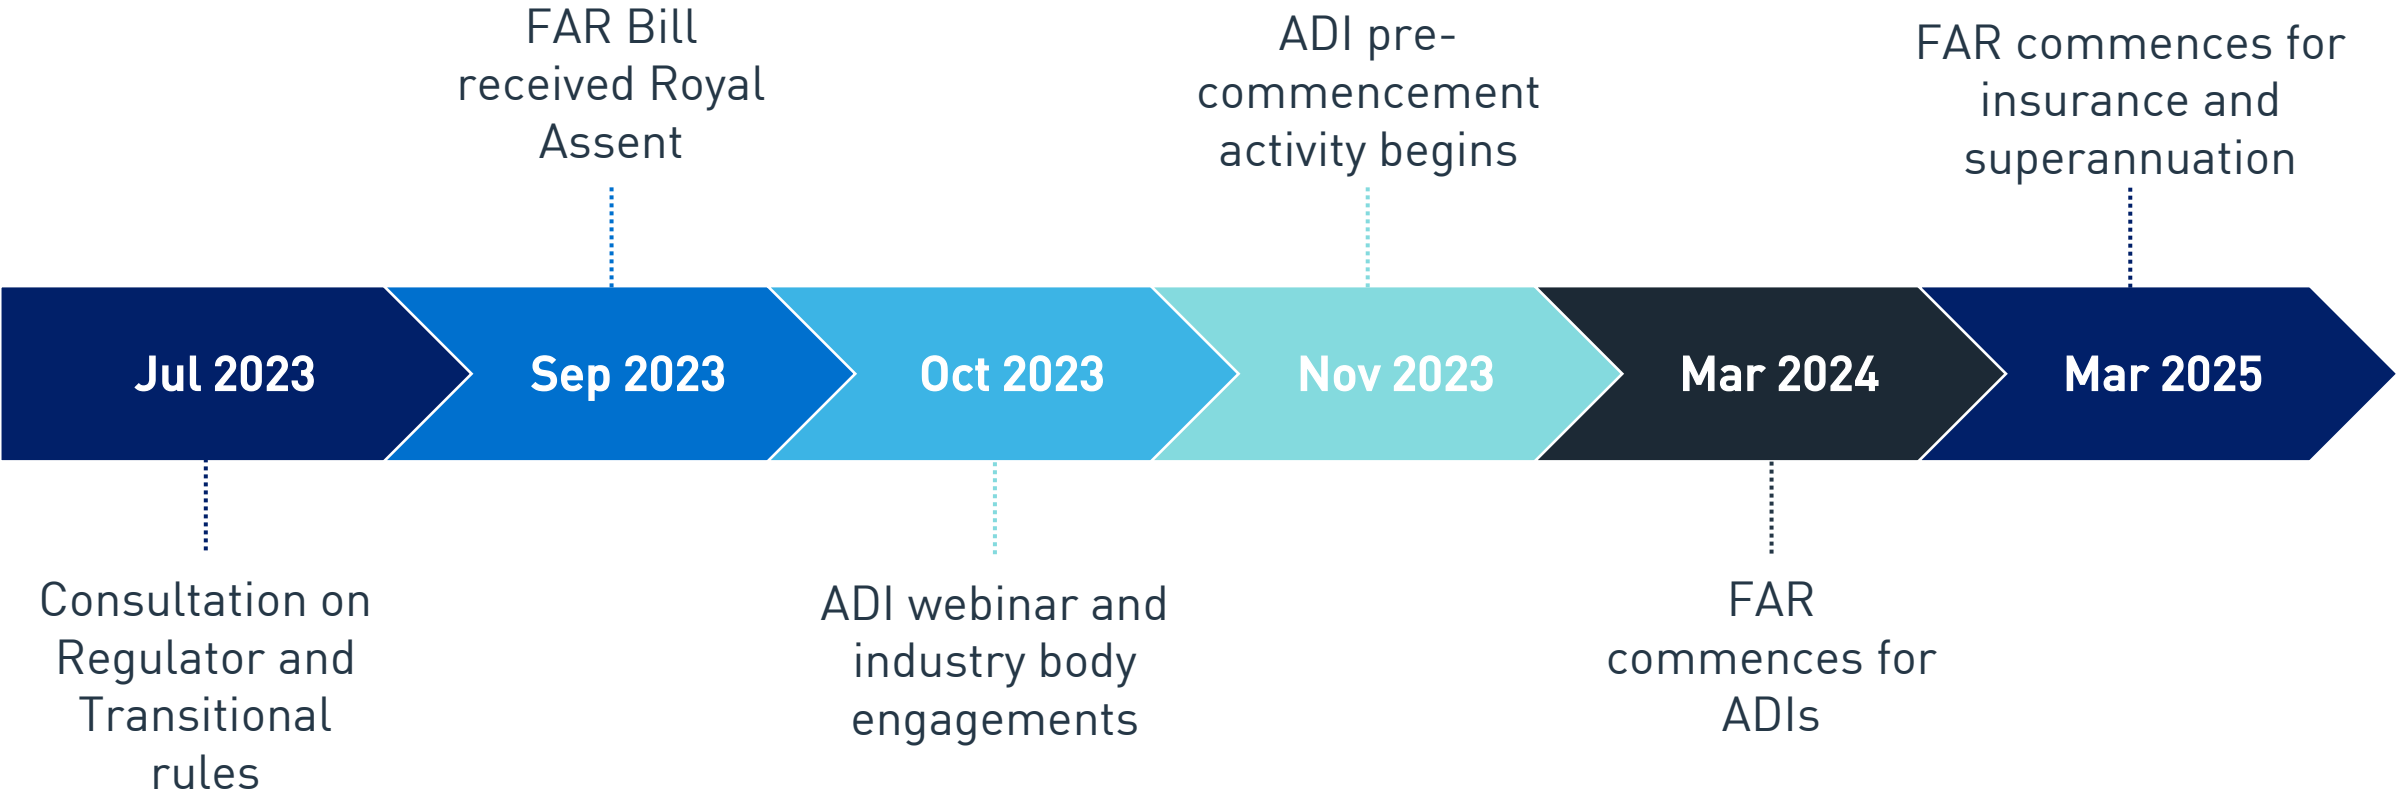 FAR Bill
received Royal
Assent
ADI pre-
commencement
activity begins
FAR commences for
insurance and
superannuation
Jul 2023
Sep 2023
Oct 2023
Nov 2023
Mar 2024
Mar 2025
Consultation on
Regulator and
Transitional
rules
ADI webinar and
industry body
engagements
FAR
commences for
ADIs